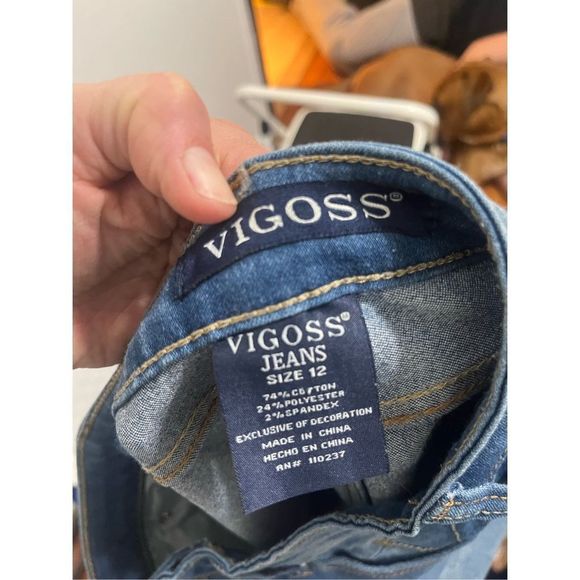 VIGOSS®
VIGOSS®
JEANS
SIZE 12
74% COTTON
24% POLYESTER
2% SPANDEX
EXCLUSIVE OF DECORATION
MADE IN CHINA
HECHO EN CHINA
RN# 110237